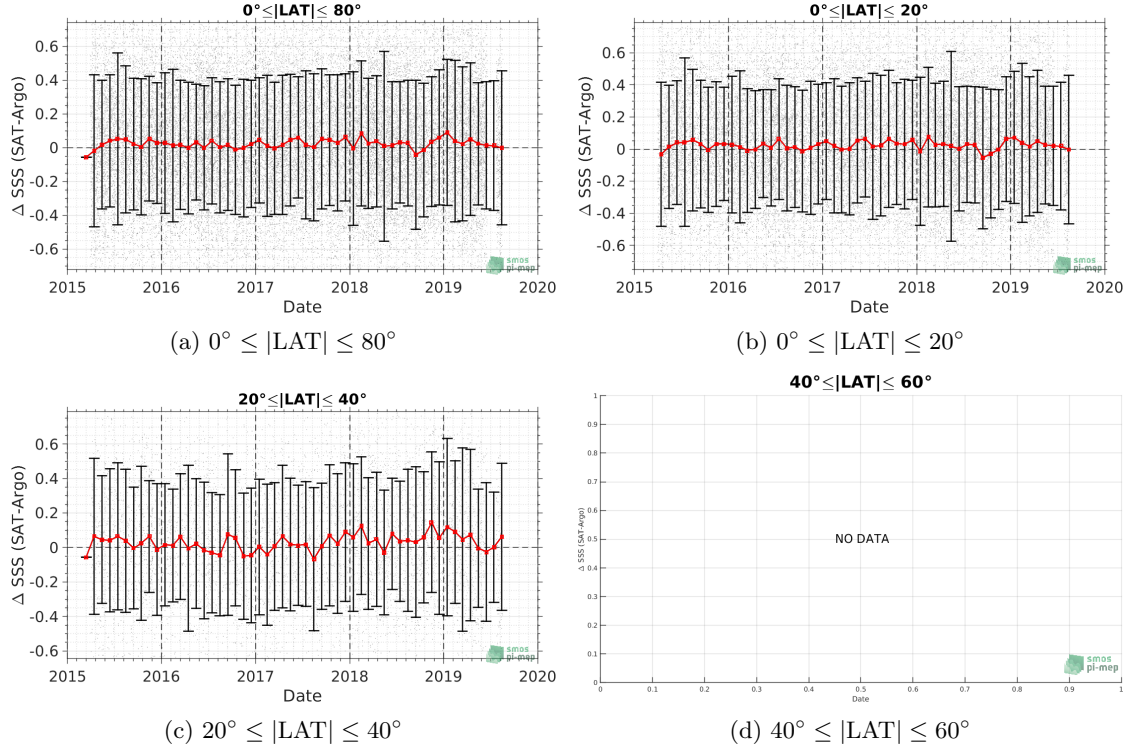 0°≤|LAT|≤ 80°
0.6
0.4
0.2
0
-0.2
-0.4
-0.6
Δ SSS (SAT-Argo)
2015 2016 2017 2018 2019 2020
Date
smos
pi-mep
(a) 0° ≤ |LAT| ≤ 80°
0°≤|LAT|≤ 20°
0.6
0.4
0.2
0
-0.2
-0.4
-0.6
Δ SSS (SAT-Argo)
2015 2016 2017 2018 2019 2020
Date
smos
pi-mep
(b) 0° ≤ |LAT| ≤ 20°
20°≤|LAT|≤ 40°
0.6
0.4
0.2
0
-0.2
-0.4
-0.6
Δ SSS (SAT-Argo)
2015 2016 2017 2018 2019 2020
Date
smos
pi-mep
(c) 20° ≤ |LAT| ≤ 40°
40°≤|LAT|≤ 60°
1
0.9
0.8
0.7
0.6
0.5
0.4
0.3
0.2
0.1
0
Δ SSS (SAT-Argo)
NO DATA
0 0.1 0.2 0.3 0.4 0.5 0.6 0.7 0.8 0.9 1
Date
smos
pi-mep
(d) 40° ≤ |LAT| ≤ 60°